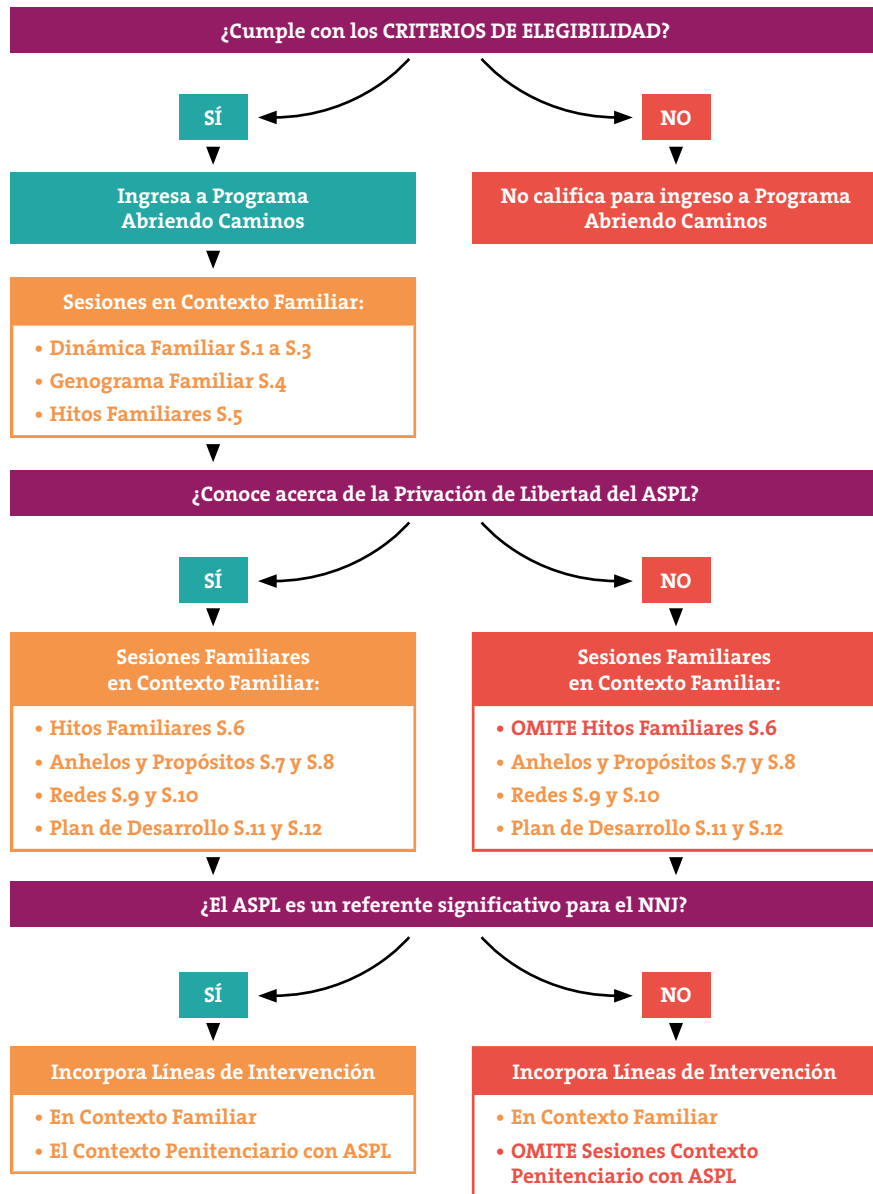 ¿Cumple con los CRITERIOS DE ELEGIBILIDAD?
SÍ
NO
Ingresa a Programa
Abriendo Caminos
No califica para ingreso a Programa
Abriendo Caminos
Sesiones en Contexto Familiar:
• Dinámica Familiar S.1 a S.3
• Genograma Familiar S.4
• Hitos Familiares S.5
¿Conoce acerca de la Privación de Libertad del ASPL?
SÍ
NO
Sesiones Familiares
en Contexto Familiar:
• Hitos Familiares S.6
• Anhelos y Propósitos S.7 y S.8
• Redes S.9 y S.10
• Plan de Desarrollo S.11 y S.12
Sesiones Familiares
en Contexto Familiar:
• OMITE Hitos Familiares S.6
• Anhelos y Propósitos S.7 y S.8
• Redes S.9 y S.10
• Plan de Desarrollo S.11 y S.12
¿El ASPL es un referente significativo para el NNJ?
SÍ
NO
Incorpora Líneas de Intervención
• En Contexto Familiar
• El Contexto Penitenciario con ASPL
Incorpora Líneas de Intervención
• En Contexto Familiar
• OMITE Sesiones Contexto
Penitenciario con ASPL